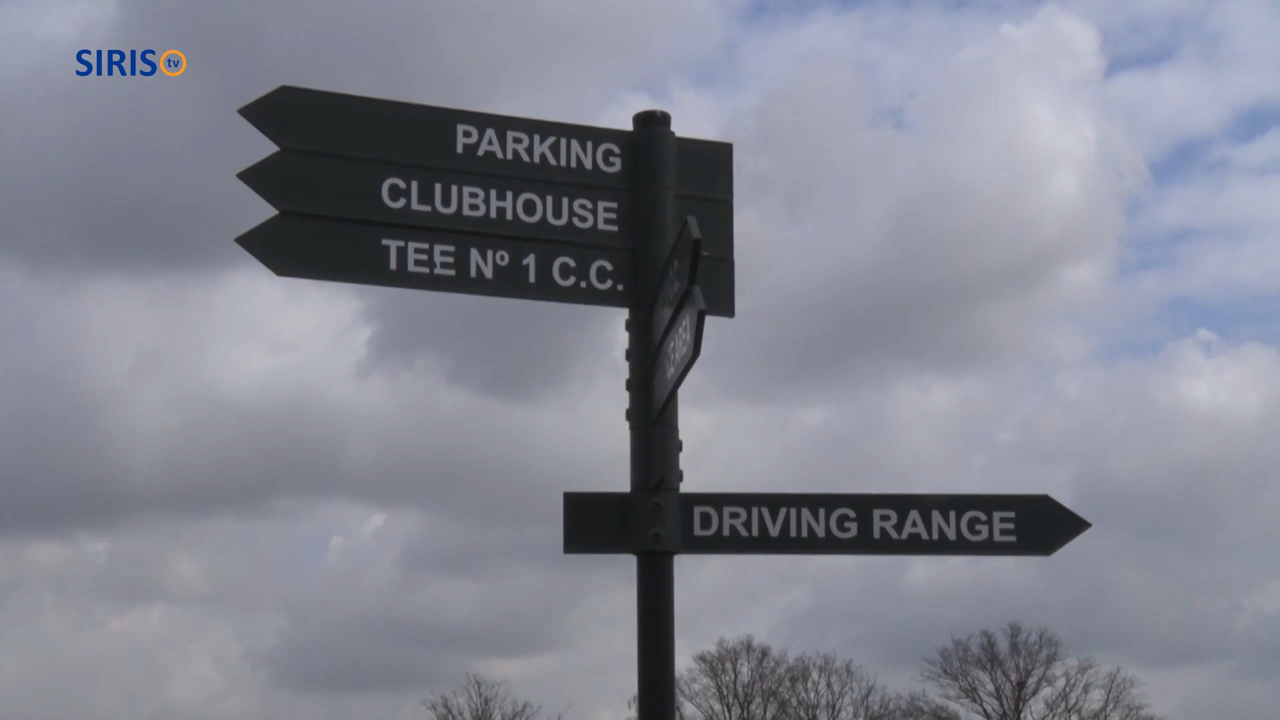 SIRIS tv
PARKING
CLUBHOUSE
TEE Nº 1 C.C.
DRIVING RANGE